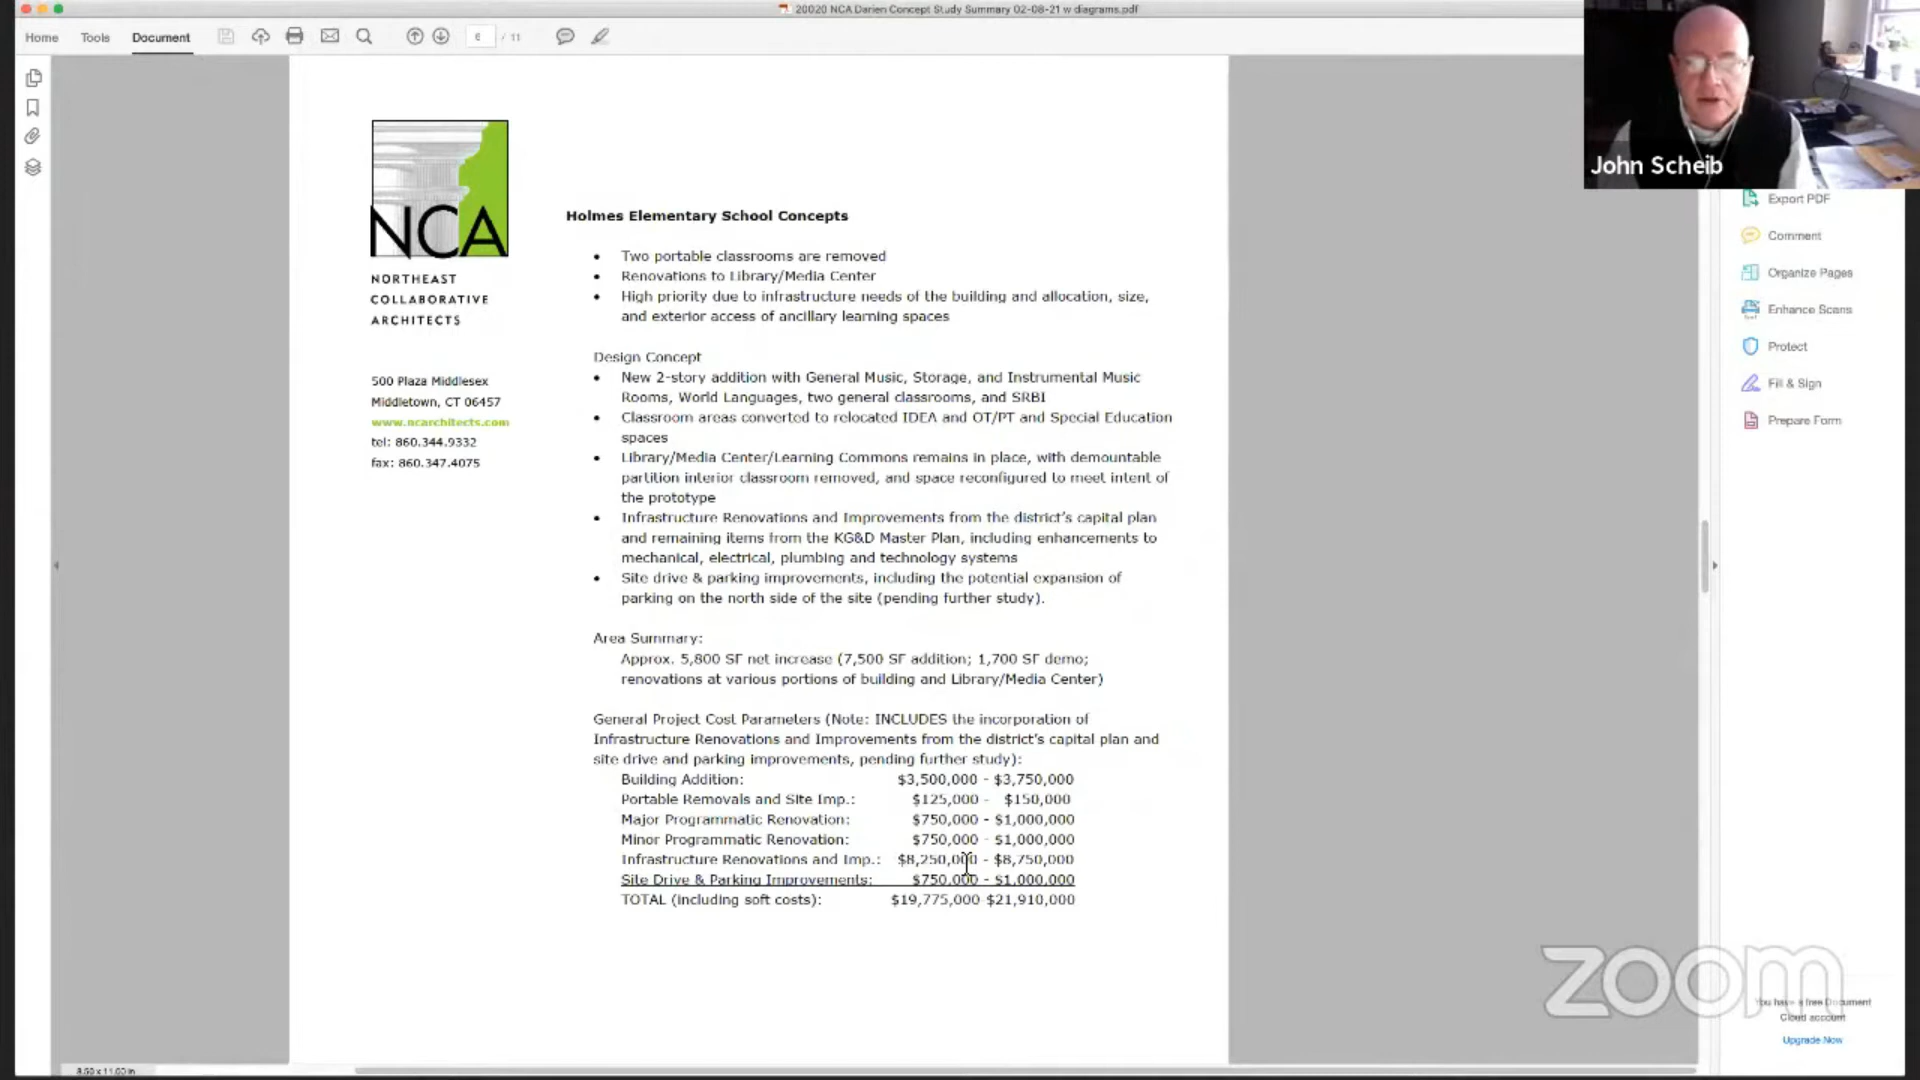 20020 NCA Darien Concept Study Summary 02-08-21 w diagrams.pdf
Home
Tools
Document
6 / 11
John Scheib
Export PDF
Comment
Organize Pages
Enhance Scans
Protect
Fill & Sign
Prepare Form
NCA
NORTHEAST
COLLABORATIVE
ARCHITECTS
500 Plaza Middlesex
Middletown, CT 06457
www.ncarchitects.com
tel: 860.344.9332
fax: 860.347.4075
Holmes Elementary School Concepts
• Two portable classrooms are removed
• Renovations to Library/Media Center
• High priority due to infrastructure needs of the building and allocation, size,
and exterior access of ancillary learning spaces
Design Concept
• New 2-story addition with General Music, Storage, and Instrumental Music
Rooms, World Languages, two general classrooms, and SRBI
• Classroom areas converted to relocated IDEA and OT/PT and Special Education
spaces
• Library/Media Center/Learning Commons remains in place, with demountable
partition interior classroom removed, and space reconfigured to meet intent of
the prototype
• Infrastructure Renovations and Improvements from the district's capital plan
and remaining items from the KG&D Master Plan, including enhancements to
mechanical, electrical, plumbing and technology systems
• Site drive & parking improvements, including the potential expansion of
parking on the north side of the site (pending further study).
Area Summary:
Approx. 5,800 SF net increase (7,500 SF addition; 1,700 SF demo;
renovations at various portions of building and Library/Media Center)
General Project Cost Parameters (Note: INCLUDES the incorporation of
Infrastructure Renovations and Improvements from the district's capital plan and
site drive and parking improvements, pending further study):
Building Addition: $3,500,000 - $3,750,000
Portable Removals and Site Imp.: $125,000 - $150,000
Major Programmatic Renovation: $750,000 - $1,000,000
Minor Programmatic Renovation: $750,000 - $1,000,000
Infrastructure Renovations and Imp.: $8,250,000 - $8,750,000
Site Drive & Parking Improvements: $750,000 - $1,000,000
TOTAL (including soft costs): $19,775,000 $21,910,000
zoom
You have a free Document
Cloud account
Upgrade Now
8.50 x 11.00 in